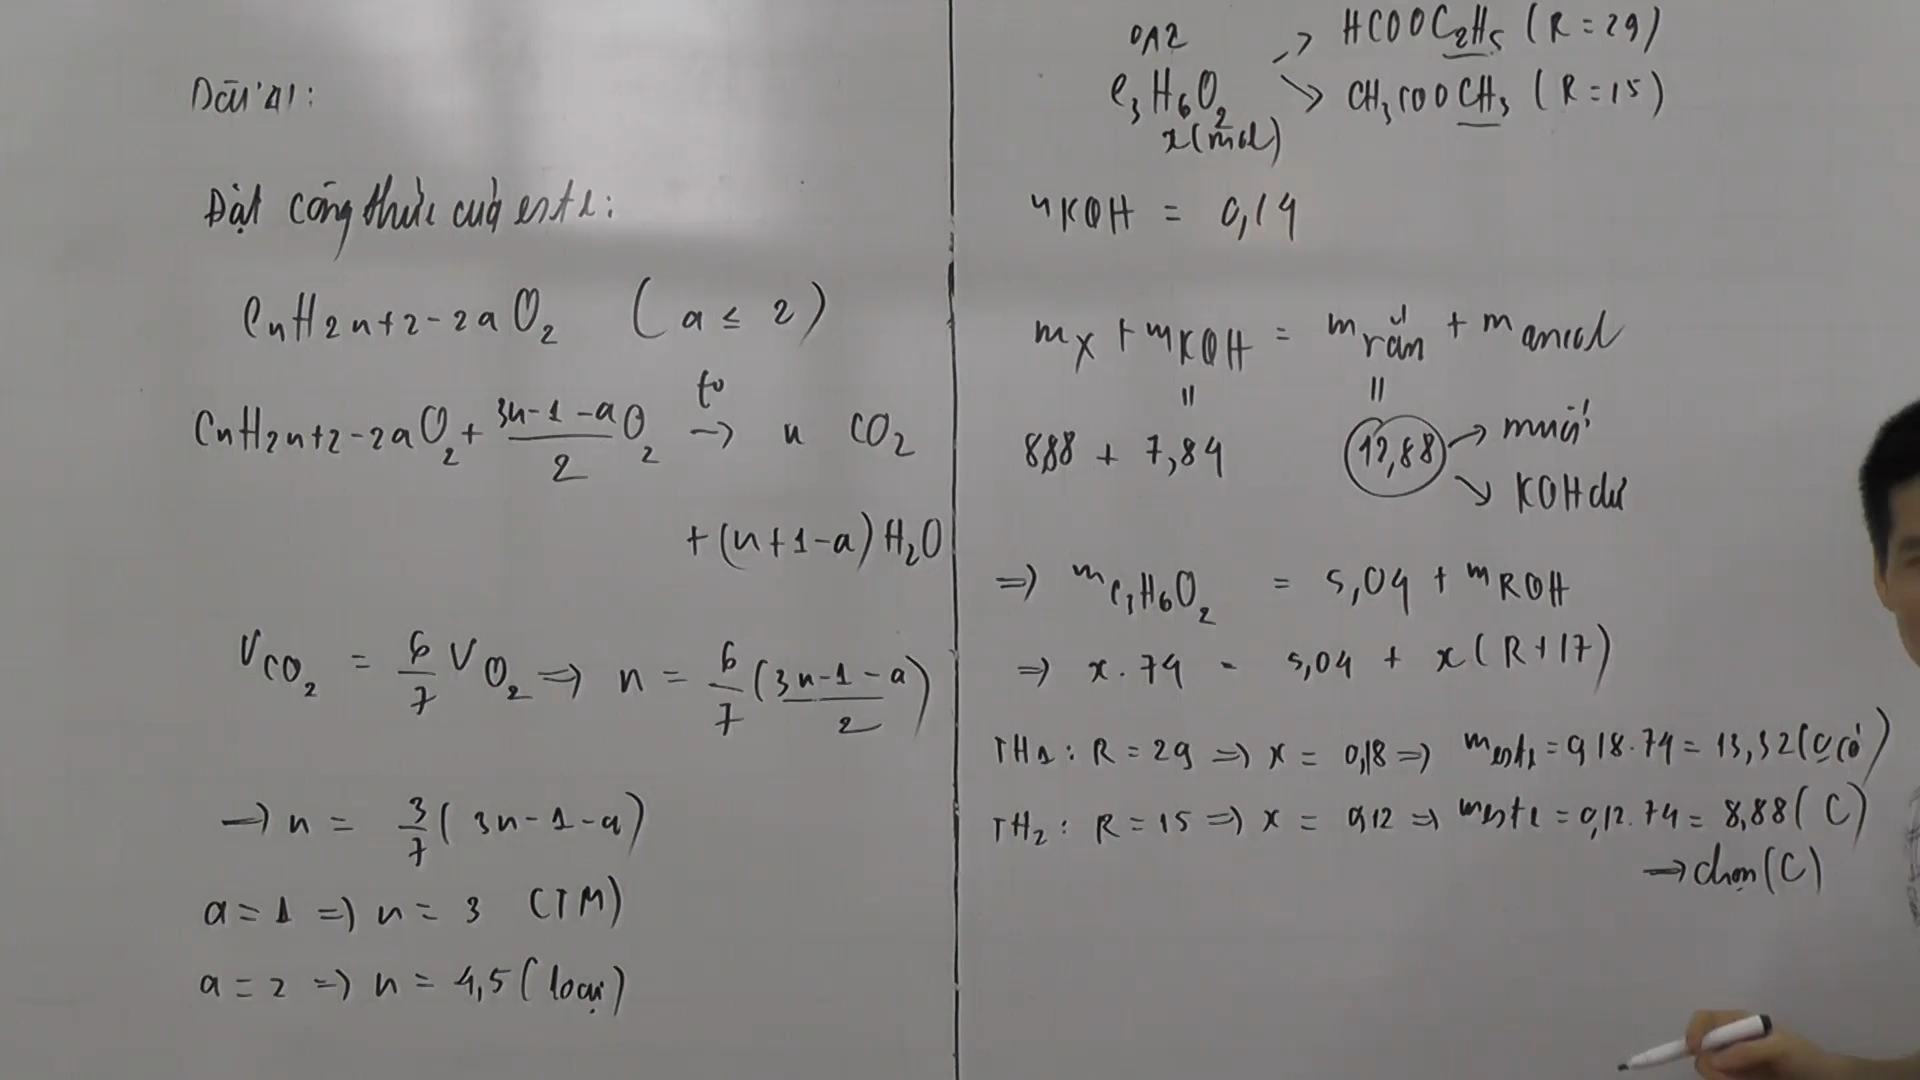 Bài 41:
Đặt công thức của este:
CnH2n+2-2aO2 (a ≤ 2)
CnH2n+2-2aO2 + (3n-1-a)/2 O2 →(t°) n CO2
+ (n+1-a) H2O
VCO2 = 6/7 VO2 => n = 6/7 ((3n-1-a)/2)
→ n = 3/7 (3n-1-a)
a = 1 => n = 3 (TM)
a = 2 => n = 4,5 (loại)
C3H6O2
x (mol)
↗ HCOOC2H5 (R = 29)
↘ CH3COOCH3 (R = 15)
nKOH = 0,14
mX + mKOH = mrắn + mancol
" "
8,88 + 7,84 12,88 → muối
↘ KOH dư
=> mC3H6O2 = 5,04 + mROH
=> x.74 = 5,04 + x(R+17)
TH1: R = 29 => x = 0,18 => meste = 0,18.74 = 13,32 (0 có)
TH2: R = 15 => x = 0,12 => meste = 0,12.74 = 8,88 (C)
→ chọn (C)